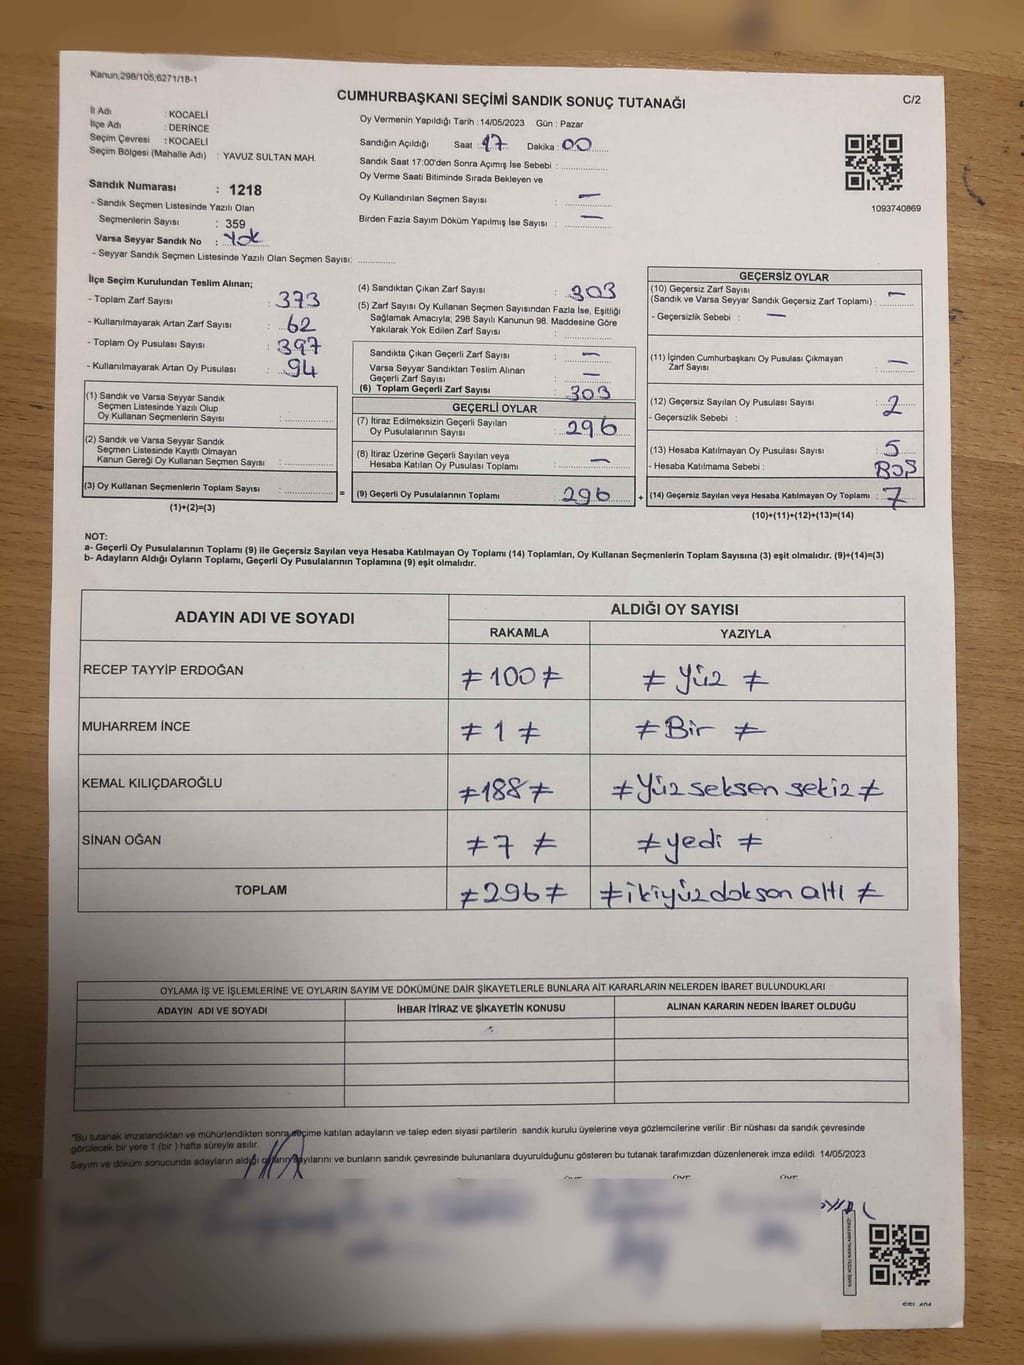 Kanun;298/105;6271/18-1
CUMHURBAŞKANI SEÇİMİ SANDIK SONUÇ TUTANAĞI
C/2
İl Adı : KOCAELİ
İlçe Adı : DERİNCE
Seçim Çevresi : KOCAELİ
Seçim Bölgesi (Mahalle Adı) : YAVUZ SULTAN MAH.
Sandık Numarası : 1218
- Sandık Seçmen Listesinde Yazılı Olan
Seçmenlerin Sayısı : 359
Varsa Seyyar Sandık No : Yok
- Seyyar Sandık Seçmen Listesinde Yazılı Olan Seçmen Sayısı:
Oy Vermenin Yapıldığı Tarih : 14/05/2023 Gün : Pazar
Sandığın Açıldığı Saat : 17 Dakika : 00
Sandık Saat 17:00'den Sonra Açımış İse Sebebi :
Oy Verme Saati Bitiminde Sırada Bekleyen ve
Oy Kullandırılan Seçmen Sayısı : —
Birden Fazla Sayım Döküm Yapılmış İse Sayısı : —
1093740869
İlçe Seçim Kurulundan Teslim Alınan;
- Toplam Zarf Sayısı : 373
- Kullanılmayarak Artan Zarf Sayısı : 62
- Toplam Oy Pusulası Sayısı : 397
- Kullanılmayarak Artan Oy Pusulası : 94
(1) Sandık ve Varsa Seyyar Sandık
Seçmen Listesinde Yazılı Olup
Oy Kullanan Seçmenlerin Sayısı :
(2) Sandık ve Varsa Seyyar Sandık
Seçmen Listesinde Kayıtlı Olmayan
Kanun Gereği Oy Kullanan Seçmen Sayısı :
(3) Oy Kullanan Seçmenlerin Toplam Sayısı :
(1)+(2)=(3)
=
(4) Sandıktan Çıkan Zarf Sayısı : 303
(5) Zarf Sayısı Oy Kullanan Seçmen Sayısından Fazla İse, Eşitliği
Sağlamak Amacıyla; 298 Sayılı Kanunun 98. Maddesine Göre
Yakılarak Yok Edilen Zarf Sayısı :
Sandıkta Çıkan Geçerli Zarf Sayısı : —
Varsa Seyyar Sandıktan Teslim Alınan
Geçerli Zarf Sayısı : —
(6) Toplam Geçerli Zarf Sayısı : 303
GEÇERLİ OYLAR
(7) İtiraz Edilmeksizin Geçerli Sayılan
Oy Pusulalarının Sayısı : 296
(8) İtiraz Üzerine Geçerli Sayılan veya
Hesaba Katılan Oy Pusulası Toplamı : —
(9) Geçerli Oy Pusulalarının Toplamı : 296
+
GEÇERSİZ OYLAR
(10) Geçersiz Zarf Sayısı
(Sandık ve Varsa Seyyar Sandık Geçersiz Zarf Toplamı) : —
- Geçersizlik Sebebi : —
(11) İçinden Cumhurbaşkanı Oy Pusulası Çıkmayan
Zarf Sayısı : —
(12) Geçersiz Sayılan Oy Pusulası Sayısı : 2
- Geçersizlik Sebebi :
(13) Hesaba Katılmayan Oy Pusulası Sayısı : 5
- Hesaba Katılmama Sebebi : BOŞ
(14) Geçersiz Sayılan veya Hesaba Katılmayan Oy Toplamı : 7
(10)+(11)+(12)+(13)=(14)
NOT:
a- Geçerli Oy Pusulalarının Toplamı (9) ile Geçersiz Sayılan veya Hesaba Katılmayan Oy Toplamı (14) Toplamları, Oy Kullanan Seçmenlerin Toplam Sayısına (3) eşit olmalıdır. (9)+(14)=(3)
b- Adayların Aldığı Oyların Toplamı, Geçerli Oy Pusulalarının Toplamına (9) eşit olmalıdır.
ADAYIN ADI VE SOYADI
ALDIĞI OY SAYISI
RAKAMLA YAZIYLA
RECEP TAYYİP ERDOĞAN ≠ 100 ≠ ≠ Yüz ≠
MUHARREM İNCE ≠ 1 ≠ ≠ Bir ≠
KEMAL KILIÇDAROĞLU ≠ 188 ≠ ≠ Yüz seksen sekiz ≠
SİNAN OĞAN ≠ 7 ≠ ≠ yedi ≠
TOPLAM ≠ 296 ≠ ≠ ikiyüz doksan altı ≠
OYLAMA İŞ VE İŞLEMLERİNE VE OYLARIN SAYIM VE DÖKÜMÜNE DAİR ŞİKAYETLERLE BUNLARA AİT KARARLARIN NELERDEN İBARET BULUNDUKLARI
ADAYIN ADI VE SOYADI İHBAR İTİRAZ VE ŞİKAYETİN KONUSU ALINAN KARARIN NEDEN İBARET OLDUĞU
*Bu tutanak imzalandıktan ve mühürlendikten sonra seçime katılan adayların ve talep eden siyasi partilerin sandık kurulu üyelerine veya gözlemcilerine verilir .Bir nüshası da sandık çevresinde
görülecek bir yere 1 (bir ) hafta süreyle asılır.
Sayım ve döküm sonucunda adayların aldığı oyların sayılarını ve bunların sandık çevresinde bulunanlara duyurulduğunu gösteren bu tutanak tarafımızdan düzenlenerek imza edildi. 14/05/2023
ÜYE ÜYE ÜYE
KARE KODU KARALAMAYINIZ!